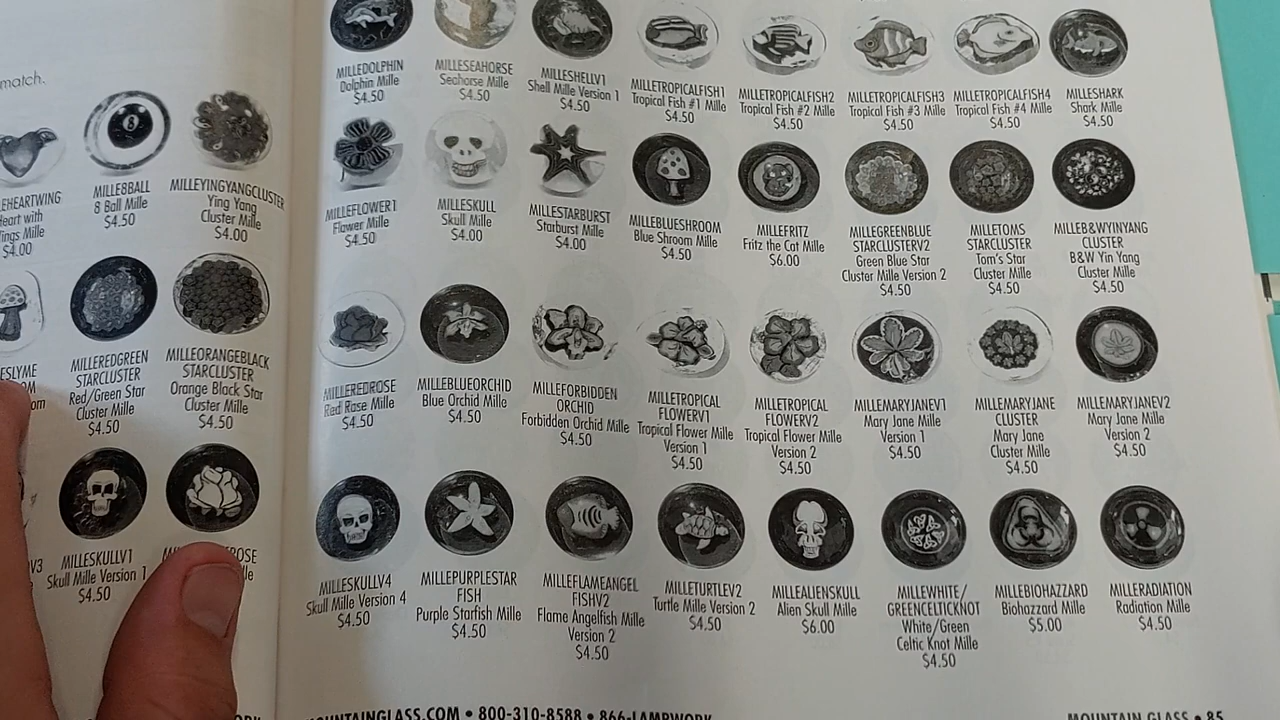 match.
EHEARTWING
Heart with
ings Mille
$4.00
MILLE8BALL
8 Ball Mille
$4.50
MILLEYINGYANGCLUSTER
Ying Yang
Cluster Mille
$4.00
ESLYME
OM
om
MILLEREDGREEN
STARCLUSTER
Red/Green Star
Cluster Mille
$4.50
MILLEORANGEBLACK
STARCLUSTER
Orange Black Star
Cluster Mille
$4.50
V3
MILLESKULLV1
Skull Mille Version 1
$4.50
ROSE
MILLEDOLPHIN
Dolphin Mille
$4.50
MILLESEAHORSE
Seahorse Mille
$4.50
MILLESHELLV1
Shell Mille Version 1
$4.50
MILLETROPICALFISH1
Tropical Fish #1 Mille
$4.50
MILLETROPICALFISH2
Tropical Fish #2 Mille
$4.50
MILLETROPICALFISH3
Tropical Fish #3 Mille
$4.50
MILLETROPICALFISH4
Tropical Fish #4 Mille
$4.50
MILLESHARK
Shark Mille
$4.50
MILLEFLOWER1
Flower Mille
$4.50
MILLESKULL
Skull Mille
$4.00
MILLESTARBURST
Starburst Mille
$4.00
MILLEBLUESHROOM
Blue Shroom Mille
$4.50
MILLEFRITZ
Fritz the Cat Mille
$6.00
MILLEGREENBLUE
STARCLUSTERV2
Green Blue Star
Cluster Mille Version 2
$4.50
MILLETOMS
STARCLUSTER
Tom's Star
Cluster Mille
$4.50
MILLEB&WYINYANG
CLUSTER
B&W Yin Yang
Cluster Mille
$4.50
MILLEREDROSE
Red Rose Mille
$4.50
MILLEBLUEORCHID
Blue Orchid Mille
$4.50
MILLEFORBIDDEN
ORCHID
Forbidden Orchid Mille
$4.50
MILLETROPICAL
FLOWERV1
Tropical Flower Mille
Version 1
$4.50
MILLETROPICAL
FLOWERV2
Tropical Flower Mille
Version 2
$4.50
MILLEMARYJANEV1
Mary Jane Mille
Version 1
$4.50
MILLEMARYJANE
CLUSTER
Mary Jane
Cluster Mille
$4.50
MILLEMARYJANEV2
Mary Jane Mille
Version 2
$4.50
MILLESKULLV4
Skull Mille Version 4
$4.50
MILLEPURPLESTAR
FISH
Purple Starfish Mille
$4.50
MILLEFLAMEANGEL
FISHV2
Flame Angelfish Mille
Version 2
$4.50
MILLETURTLEV2
Turtle Mille Version 2
$4.50
MILLEALIENSKULL
Alien Skull Mille
$6.00
MILLEWHITE/
GREENCELTICKNOT
White/Green
Celtic Knot Mille
$4.50
MILLEBIOHAZZARD
Biohazzard Mille
$5.00
MILLERADIATION
Radiation Mille
$4.50
MOUNTAINGLASS.COM • 800-310-8588 • 866-LAMPWORK
MOUNTAIN GLASS • 85